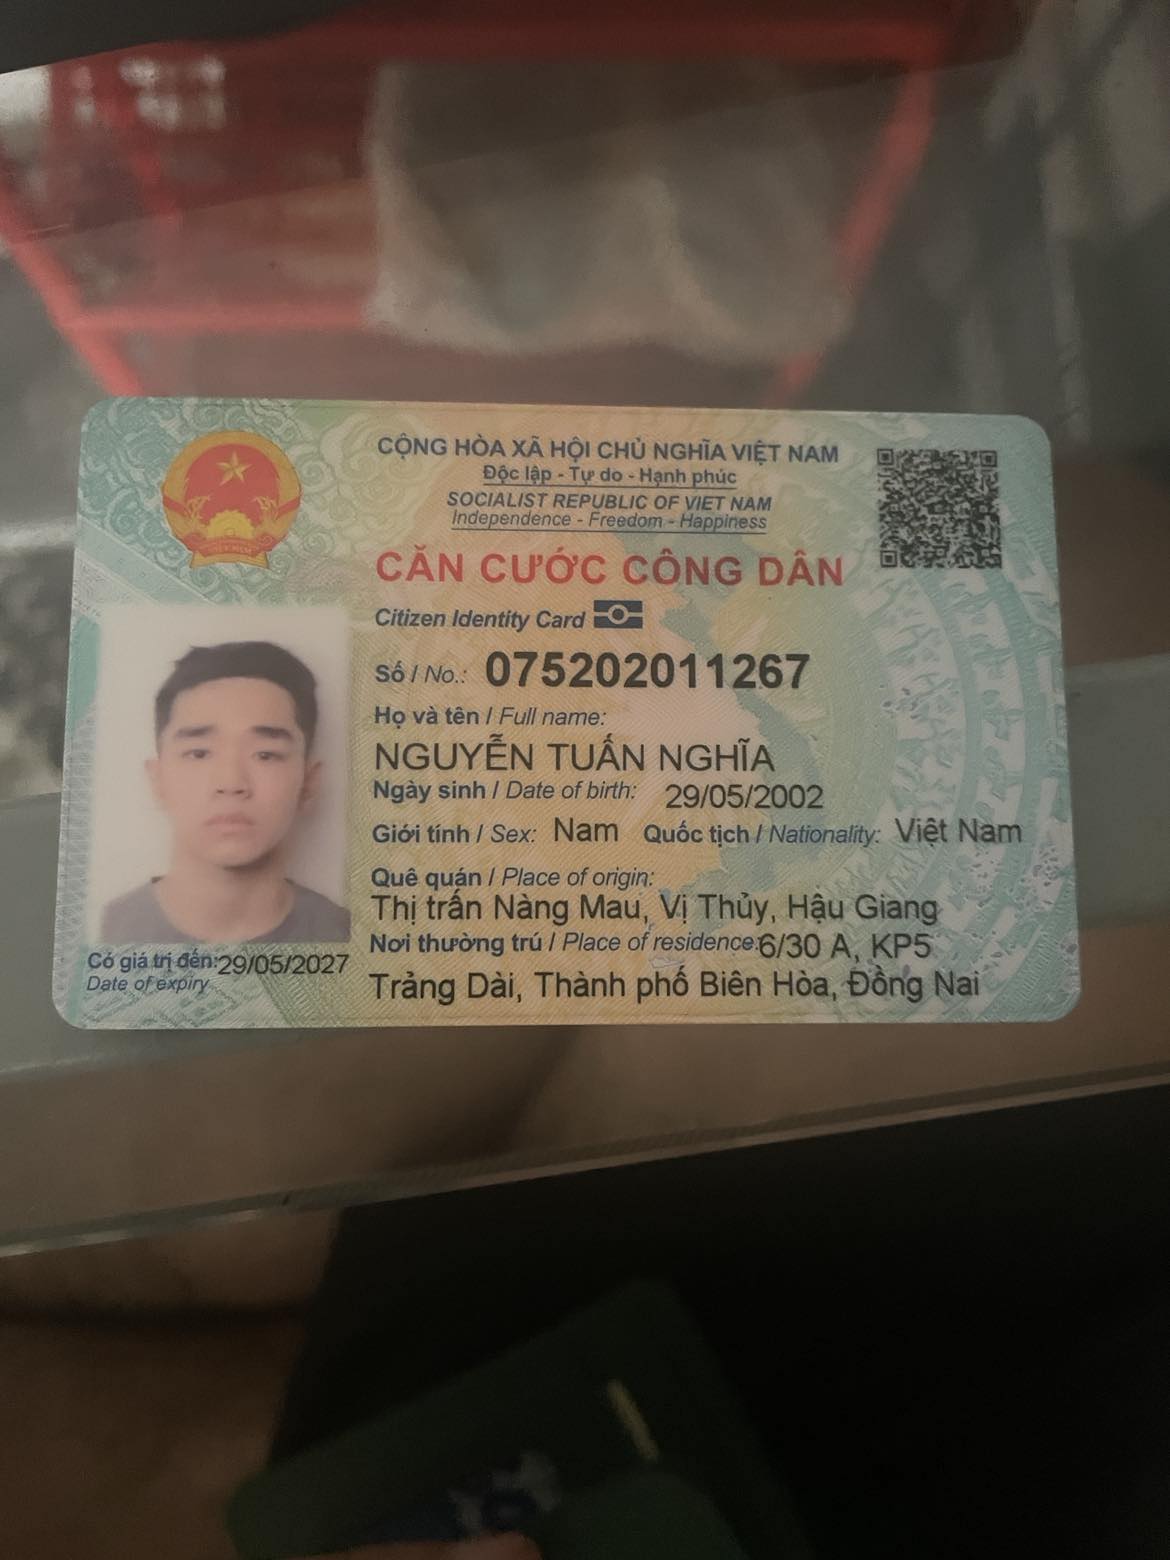 CỘNG HÒA XÃ HỘI CHỦ NGHĨA VIỆT NAM
Độc lập - Tự do - Hạnh phúc
SOCIALIST REPUBLIC OF VIET NAM
Independence - Freedom - Happiness
CĂN CƯỚC CÔNG DÂN
Citizen Identity Card
Số / No.: 075202011267
Họ và tên / Full name:
NGUYỄN TUẤN NGHĨA
Ngày sinh / Date of birth: 29/05/2002
Giới tính / Sex: Nam Quốc tịch / Nationality: Việt Nam
Quê quán / Place of origin:
Thị trấn Nàng Mau, Vị Thủy, Hậu Giang
Nơi thường trú / Place of residence: 6/30 A, KP5
Trảng Dài, Thành phố Biên Hòa, Đồng Nai
Có giá trị đến: 29/05/2027
Date of expiry